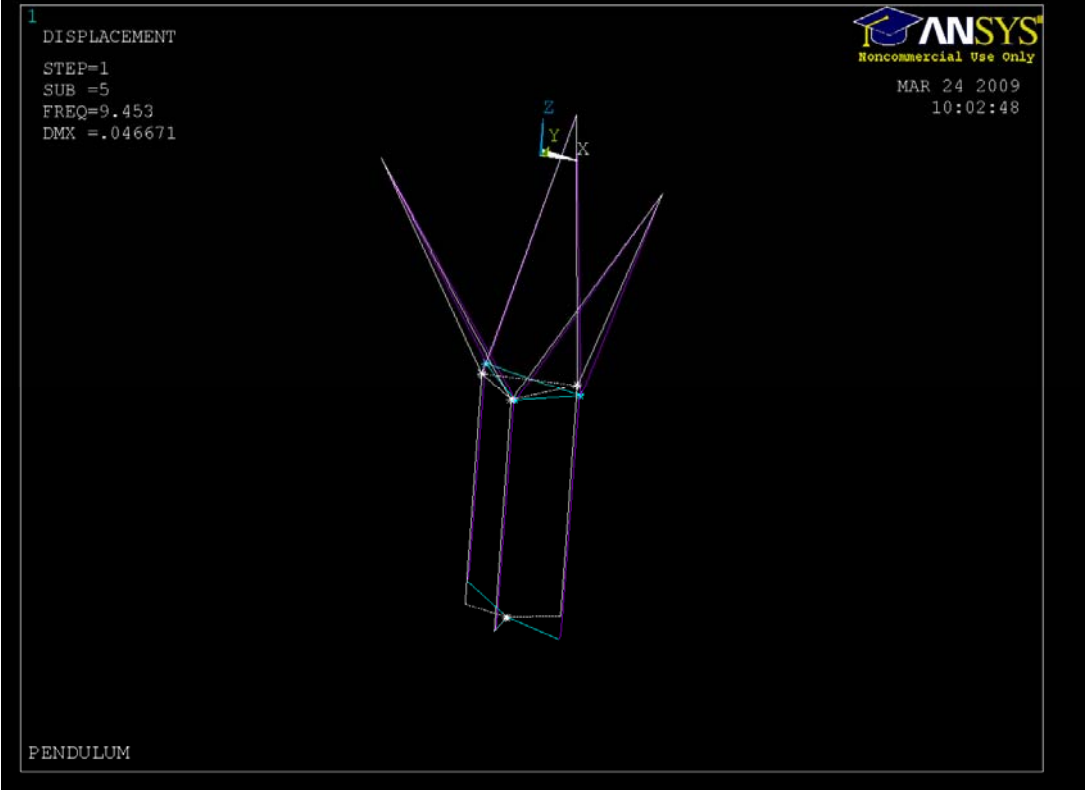 1
DISPLACEMENT
STEP=1
SUB =5
FREQ=9.453
DMX =.046671
ANSYS
Noncommercial Use Only
MAR 24 2009
10:02:48
Z
Y
X
PENDULUM